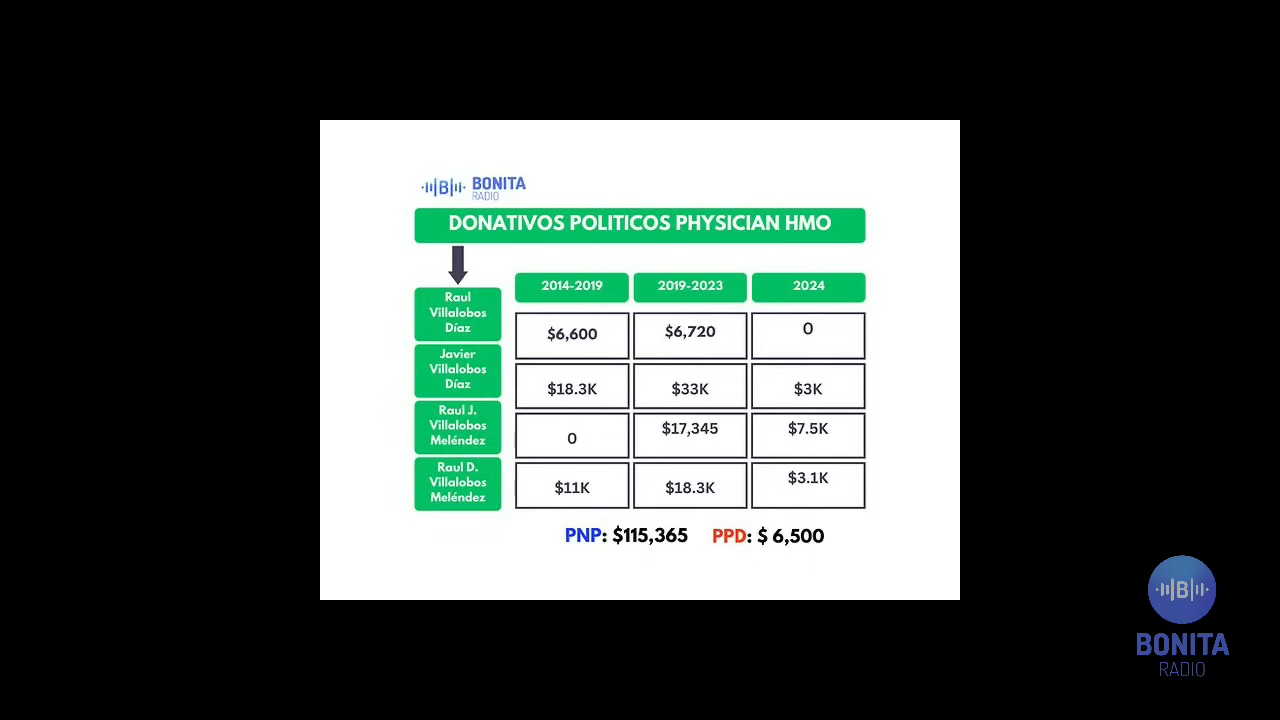 BONITA
RADIO
DONATIVOS POLITICOS PHYSICIAN HMO
2014-2019 2019-2023 2024
Raul
Villalobos
Díaz
$6,600 $6,720 0
Javier
Villalobos
Díaz
$18.3K $33K $3K
Raul J.
Villalobos
Meléndez
0 $17,345 $7.5K
Raul D.
Villalobos
Meléndez
$11K $18.3K $3.1K
PNP: $115,365 PPD: $ 6,500
B
BONITA
RADIO